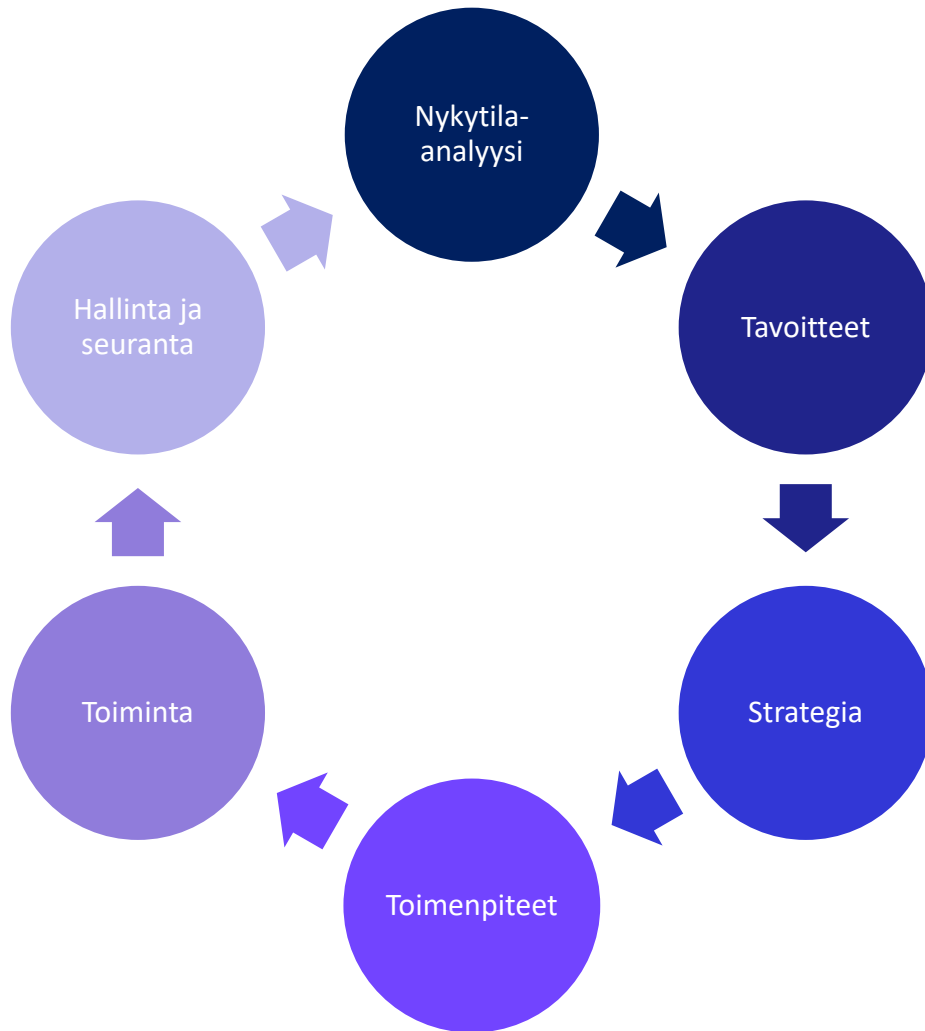 Nykytila-
analyysi
Tavoitteet
Strategia
Toimenpiteet
Toiminta
Hallinta ja
seuranta